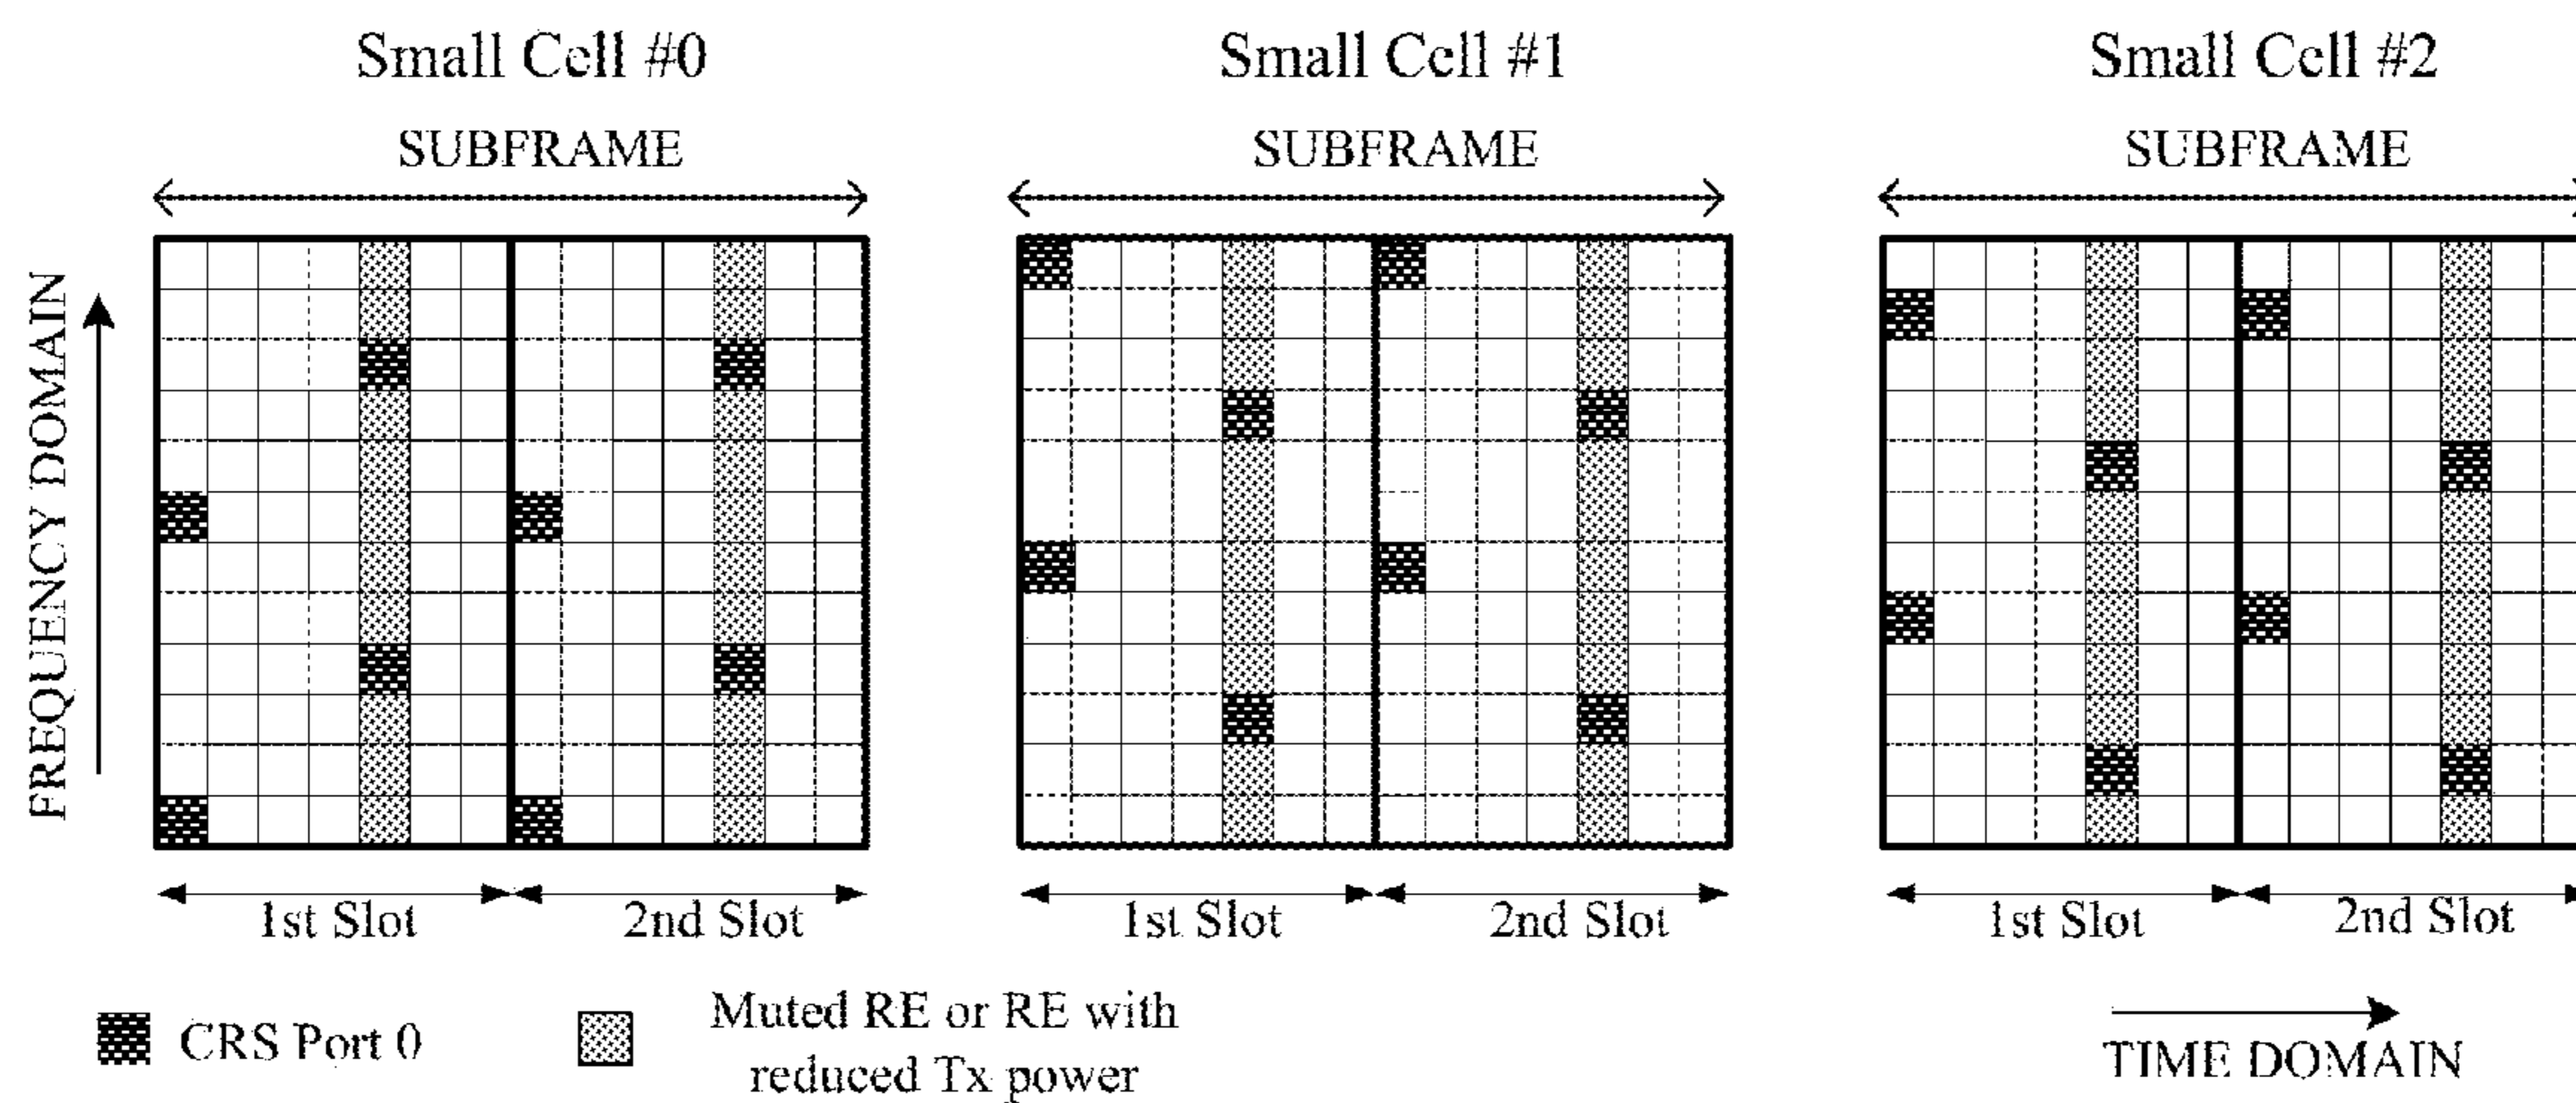 Small Cell #0
Small Cell #1
Small Cell #2
SUBFRAME
SUBFRAME
SUBFRAME
FREQUENCY DOMAIN
1st Slot
2nd Slot
1st Slot
2nd Slot
1st Slot
2nd Slot
CRS Port 0
Muted RE or RE with
reduced Tx power
TIME DOMAIN